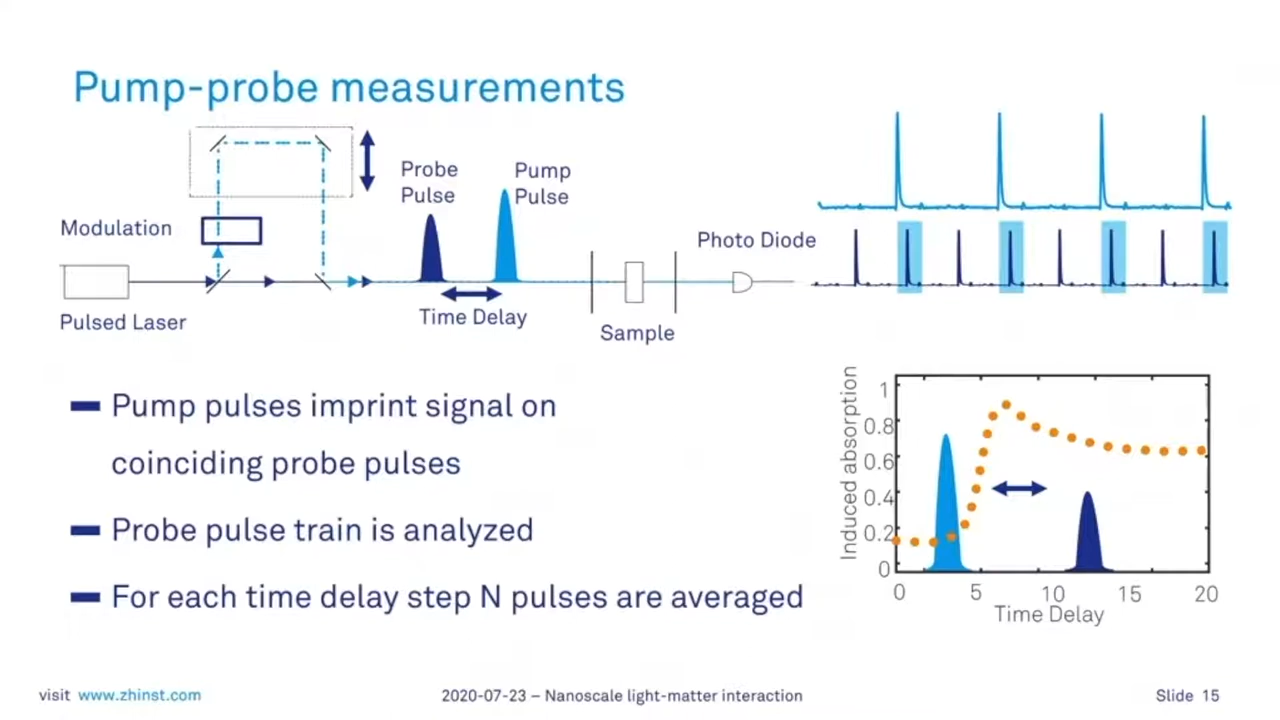 Pump-probe measurements
Probe
Pulse
Pump
Pulse
Modulation
Photo Diode
Pulsed Laser
Time Delay
Sample
Pump pulses imprint signal on
coinciding probe pulses
Probe pulse train is analyzed
For each time delay step N pulses are averaged
Induced absorption
1
0.8
0.6
0.4
0.2
0
0 5 10 15 20
Time Delay
visit www.zhinst.com
2020-07-23 – Nanoscale light-matter interaction
Slide 15